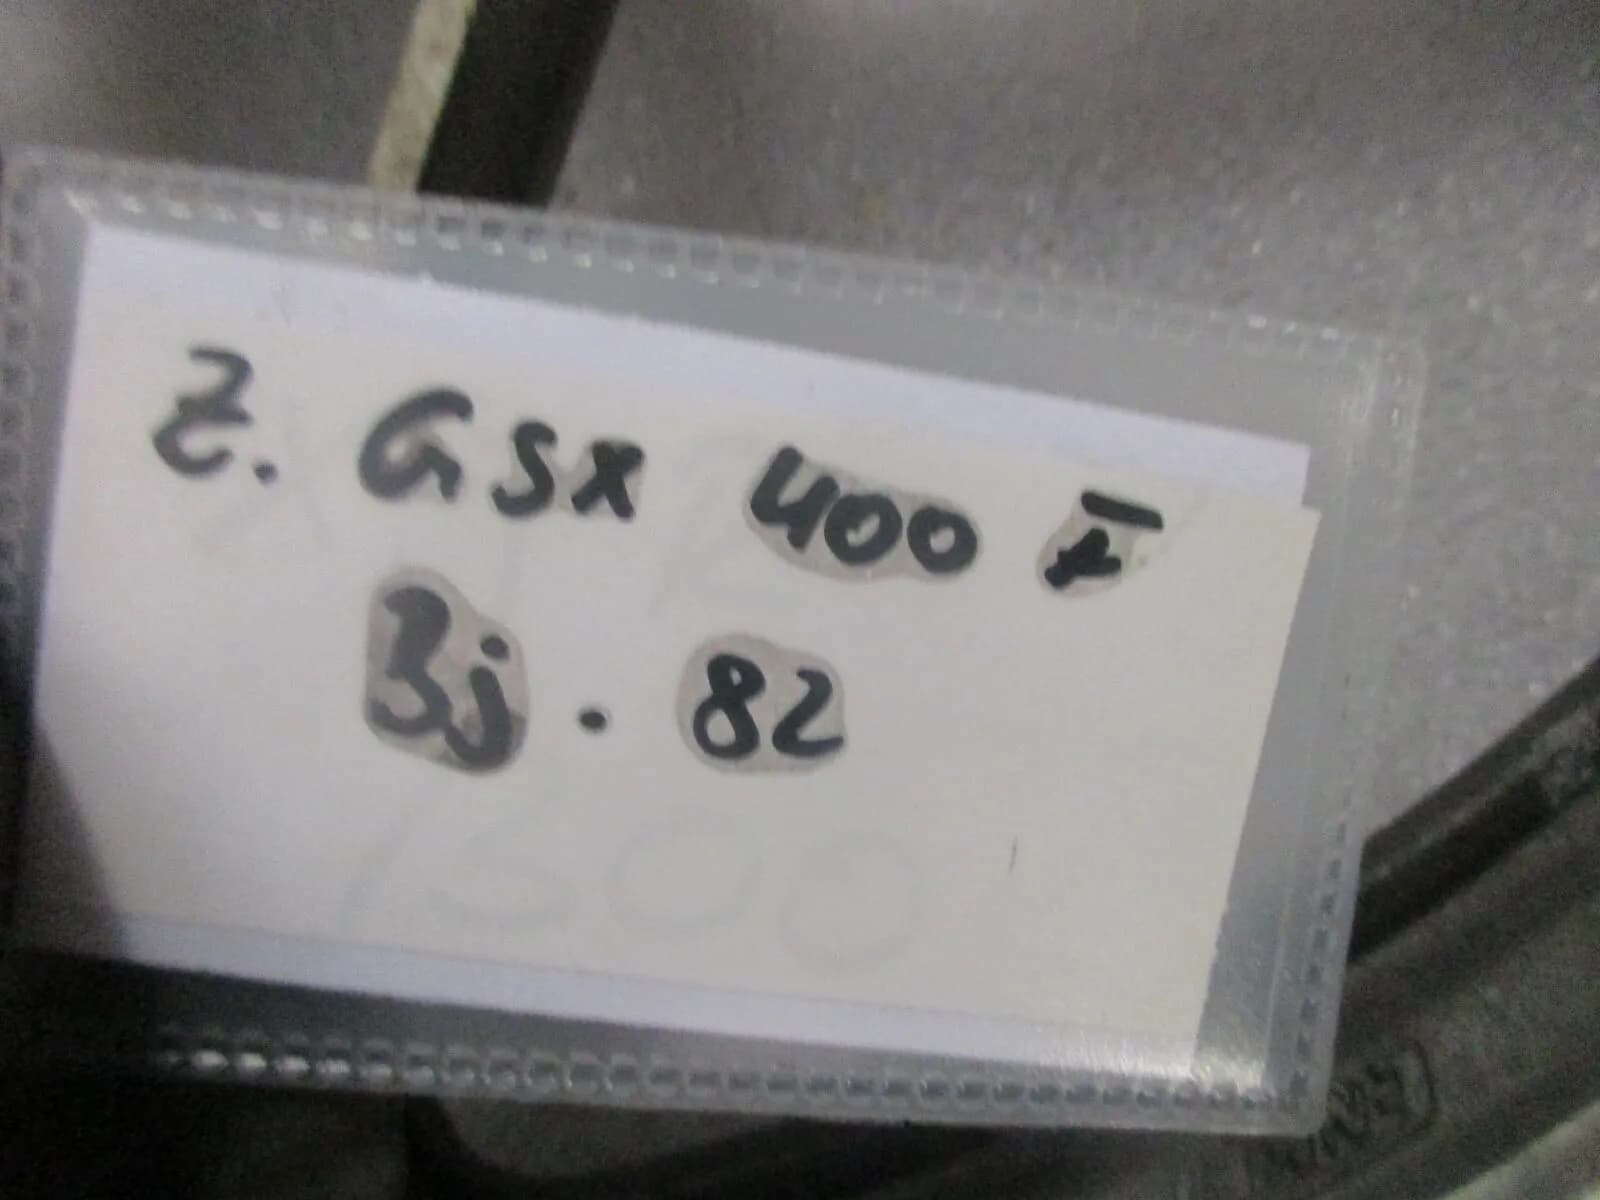 Z. GSX 400 F
3j . 82